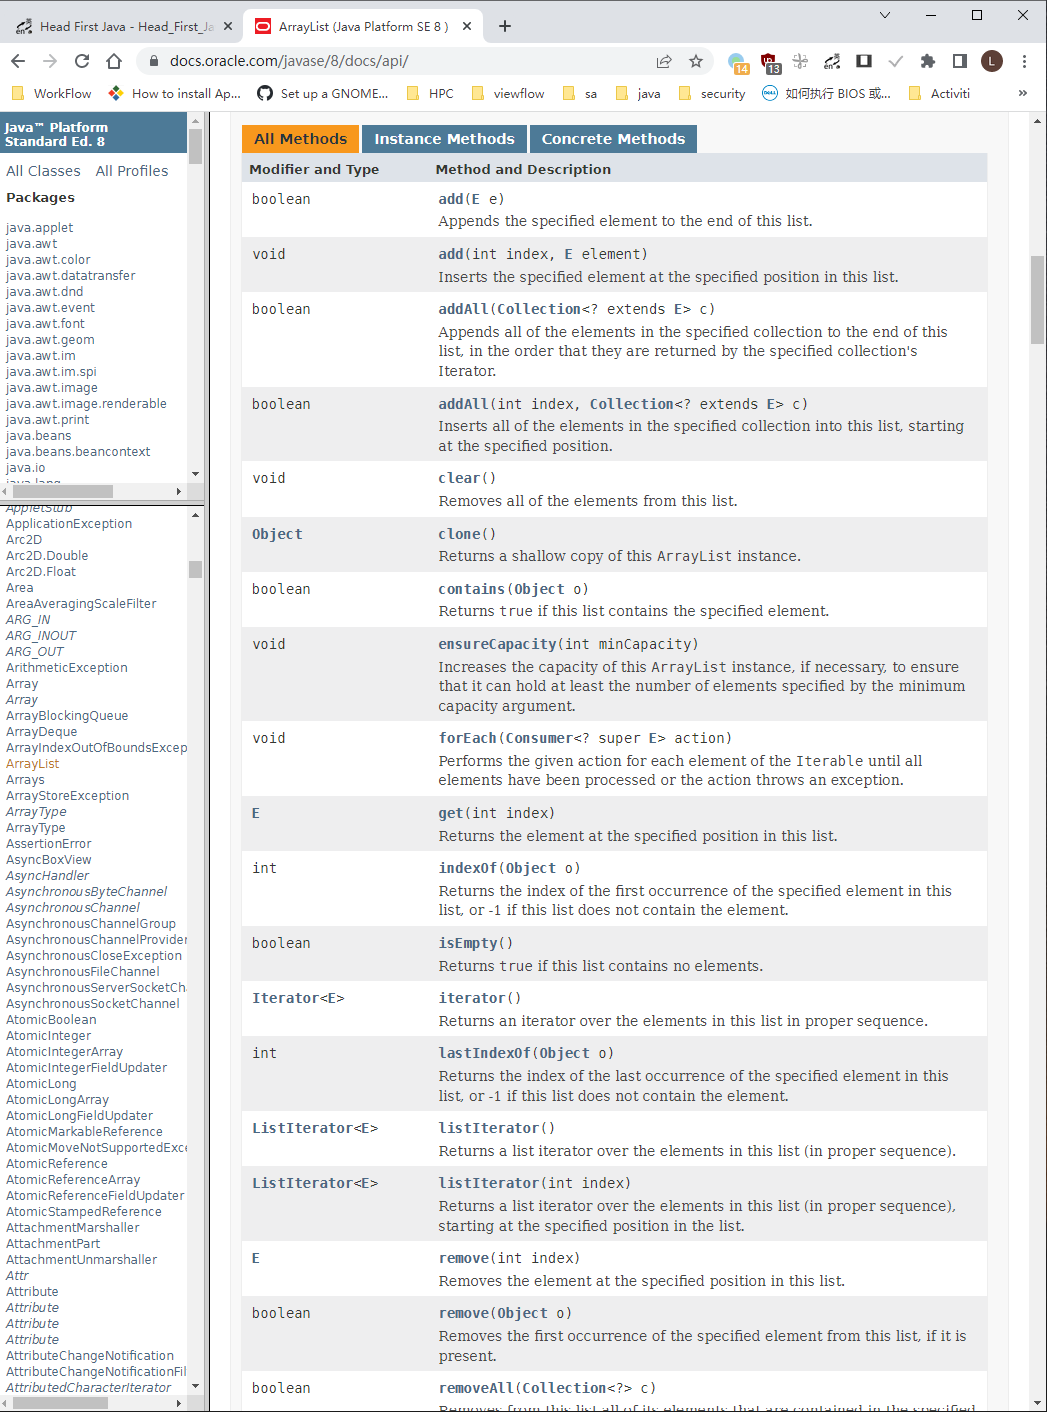 Head First Java - Head_First_Ja
ArrayList (Java Platform SE 8 )
docs.oracle.com/javase/8/docs/api/
14
13
L
WorkFlow
How to install Ap...
Set up a GNOME...
HPC
viewflow
sa
java
security
如何执行 BIOS 或...
Activiti
»
Java™ Platform
Standard Ed. 8
All Classes All Profiles
Packages
java.applet
java.awt
java.awt.color
java.awt.datatransfer
java.awt.dnd
java.awt.event
java.awt.font
java.awt.geom
java.awt.im
java.awt.im.spi
java.awt.image
java.awt.image.renderable
java.awt.print
java.beans
java.beans.beancontext
java.io
java.lang
AppletStub
ApplicationException
Arc2D
Arc2D.Double
Arc2D.Float
Area
AreaAveragingScaleFilter
ARG_IN
ARG_INOUT
ARG_OUT
ArithmeticException
Array
Array
ArrayBlockingQueue
ArrayDeque
ArrayIndexOutOfBoundsExcep
ArrayList
Arrays
ArrayStoreException
ArrayType
ArrayType
AssertionError
AsyncBoxView
AsyncHandler
AsynchronousByteChannel
AsynchronousChannel
AsynchronousChannelGroup
AsynchronousChannelProvider
AsynchronousCloseException
AsynchronousFileChannel
AsynchronousServerSocketCha
AsynchronousSocketChannel
AtomicBoolean
AtomicInteger
AtomicIntegerArray
AtomicIntegerFieldUpdater
AtomicLong
AtomicLongArray
AtomicLongFieldUpdater
AtomicMarkableReference
AtomicMoveNotSupportedExce
AtomicReference
AtomicReferenceArray
AtomicReferenceFieldUpdater
AtomicStampedReference
AttachmentMarshaller
AttachmentPart
AttachmentUnmarshaller
Attr
Attribute
Attribute
Attribute
Attribute
AttributeChangeNotification
AttributeChangeNotificationFil
AttributedCharacterIterator
All Methods Instance Methods Concrete Methods
Modifier and Type Method and Description
boolean add(E e)
Appends the specified element to the end of this list.
void add(int index, E element)
Inserts the specified element at the specified position in this list.
boolean addAll(Collection<? extends E> c)
Appends all of the elements in the specified collection to the end of this
list, in the order that they are returned by the specified collection's
Iterator.
boolean addAll(int index, Collection<? extends E> c)
Inserts all of the elements in the specified collection into this list, starting
at the specified position.
void clear()
Removes all of the elements from this list.
Object clone()
Returns a shallow copy of this ArrayList instance.
boolean contains(Object o)
Returns true if this list contains the specified element.
void ensureCapacity(int minCapacity)
Increases the capacity of this ArrayList instance, if necessary, to ensure
that it can hold at least the number of elements specified by the minimum
capacity argument.
void forEach(Consumer<? super E> action)
Performs the given action for each element of the Iterable until all
elements have been processed or the action throws an exception.
E get(int index)
Returns the element at the specified position in this list.
int indexOf(Object o)
Returns the index of the first occurrence of the specified element in this
list, or -1 if this list does not contain the element.
boolean isEmpty()
Returns true if this list contains no elements.
Iterator<E> iterator()
Returns an iterator over the elements in this list in proper sequence.
int lastIndexOf(Object o)
Returns the index of the last occurrence of the specified element in this
list, or -1 if this list does not contain the element.
ListIterator<E> listIterator()
Returns a list iterator over the elements in this list (in proper sequence).
ListIterator<E> listIterator(int index)
Returns a list iterator over the elements in this list (in proper sequence),
starting at the specified position in the list.
E remove(int index)
Removes the element at the specified position in this list.
boolean remove(Object o)
Removes the first occurrence of the specified element from this list, if it is
present.
boolean removeAll(Collection<?> c)
Removes from this list all of its elements that are contained in the specified